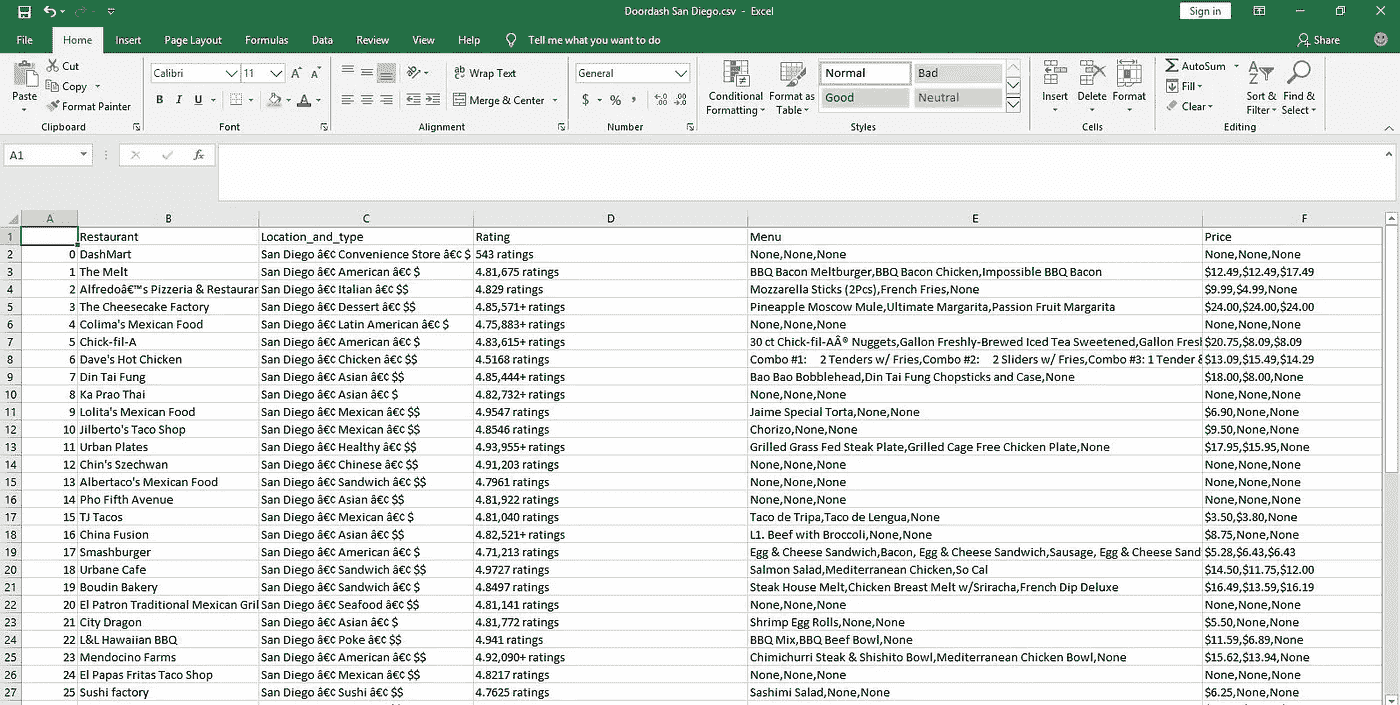 Doordash San Diego.csv - Excel
Sign in
File Home Insert Page Layout Formulas Data Review View Help Tell me what you want to do Share
Paste Cut Copy Format Painter Clipboard
Calibri 11 B I U Font
Wrap Text Merge & Center Alignment
General $ % , Number
Conditional Formatting Format as Table Normal Bad Good Neutral Styles
Insert Delete Format Cells
AutoSum Fill Clear Sort & Filter Find & Select Editing
A1 fx
A B C D E F
1 Restaurant Location_and_type Rating Menu Price
2 0 DashMart San Diego â€¢ Convenience Store â€¢ $ 543 ratings None,None,None None,None,None
3 1 The Melt San Diego â€¢ American â€¢ $ 4.81,675 ratings BBQ Bacon Meltburger,BBQ Bacon Chicken,Impossible BBQ Bacon $12.49,$12.49,$17.49
4 2 Alfredoâ€™s Pizzeria & Restaurar San Diego â€¢ Italian â€¢ $$ 4.829 ratings Mozzarella Sticks (2Pcs),French Fries,None $9.99,$4.99,None
5 3 The Cheesecake Factory San Diego â€¢ Dessert â€¢ $$ 4.85,571+ ratings Pineapple Moscow Mule,Ultimate Margarita,Passion Fruit Margarita $24.00,$24.00,$24.00
6 4 Colima's Mexican Food San Diego â€¢ Latin American â€¢ $ 4.75,883+ ratings None,None,None None,None,None
7 5 Chick-fil-A San Diego â€¢ American â€¢ $ 4.83,615+ ratings 30 ct Chick-fil-AÂ® Nuggets,Gallon Freshly-Brewed Iced Tea Sweetened,Gallon Fresl $20.75,$8.09,$8.09
8 6 Dave's Hot Chicken San Diego â€¢ Chicken â€¢ $$ 4.5168 ratings Combo #1: 2 Tenders w/ Fries,Combo #2: 2 Sliders w/ Fries,Combo #3: 1 Tender & $13.09,$15.49,$14.29
9 7 Din Tai Fung San Diego â€¢ Asian â€¢ $$ 4.85,444+ ratings Bao Bao Bobblehead,Din Tai Fung Chopsticks and Case,None $18.00,$8.00,None
10 8 Ka Prao Thai San Diego â€¢ Asian â€¢ $ 4.82,732+ ratings None,None,None None,None,None
11 9 Lolita's Mexican Food San Diego â€¢ Mexican â€¢ $$ 4.9547 ratings Jaime Special Torta,None,None $6.90,None,None
12 10 Jilberto's Taco Shop San Diego â€¢ Mexican â€¢ $$ 4.8546 ratings Chorizo,None,None $9.50,None,None
13 11 Urban Plates San Diego â€¢ Healthy â€¢ $$ 4.93,955+ ratings Grilled Grass Fed Steak Plate,Grilled Cage Free Chicken Plate,None $17.95,$15.95,None
14 12 Chin's Szechwan San Diego â€¢ Chinese â€¢ $$ 4.91,203 ratings None,None,None None,None,None
15 13 Albertaco's Mexican Food San Diego â€¢ Sandwich â€¢ $$ 4.7961 ratings None,None,None None,None,None
16 14 Pho Fifth Avenue San Diego â€¢ Asian â€¢ $$ 4.81,922 ratings None,None,None None,None,None
17 15 TJ Tacos San Diego â€¢ Mexican â€¢ $ 4.81,040 ratings Taco de Tripa,Taco de Lengua,None $3.50,$3.80,None
18 16 China Fusion San Diego â€¢ Asian â€¢ $$ 4.82,521+ ratings L1. Beef with Broccoli,None,None $8.75,None,None
19 17 Smashburger San Diego â€¢ American â€¢ $ 4.71,213 ratings Egg & Cheese Sandwich,Bacon, Egg & Cheese Sandwich,Sausage, Egg & Cheese Sand $5.28,$6.43,$6.43
20 18 Urbane Cafe San Diego â€¢ Sandwich â€¢ $$ 4.9727 ratings Salmon Salad,Mediterranean Chicken,So Cal $14.50,$11.75,$12.00
21 19 Boudin Bakery San Diego â€¢ Sandwich â€¢ $ 4.8497 ratings Steak House Melt,Chicken Breast Melt w/Sriracha,French Dip Deluxe $16.49,$13.59,$16.19
22 20 El Patron Traditional Mexican Gril San Diego â€¢ Seafood â€¢ $$ 4.81,141 ratings None,None,None None,None,None
23 21 City Dragon San Diego â€¢ Asian â€¢ $ 4.81,772 ratings Shrimp Egg Rolls,None,None $5.50,None,None
24 22 L&L Hawaiian BBQ San Diego â€¢ Poke â€¢ $$ 4.941 ratings BBQ Mix,BBQ Beef Bowl,None $11.59,$6.89,None
25 23 Mendocino Farms San Diego â€¢ American â€¢ $$ 4.92,090+ ratings Chimichurri Steak & Shishito Bowl,Mediterranean Chicken Bowl,None $15.62,$13.94,None
26 24 El Papas Fritas Taco Shop San Diego â€¢ Mexican â€¢ $$ 4.8217 ratings None,None,None None,None,None
27 25 Sushi factory San Diego â€¢ Sushi â€¢ $$ 4.7625 ratings Sashimi Salad,None,None $6.25,None,None